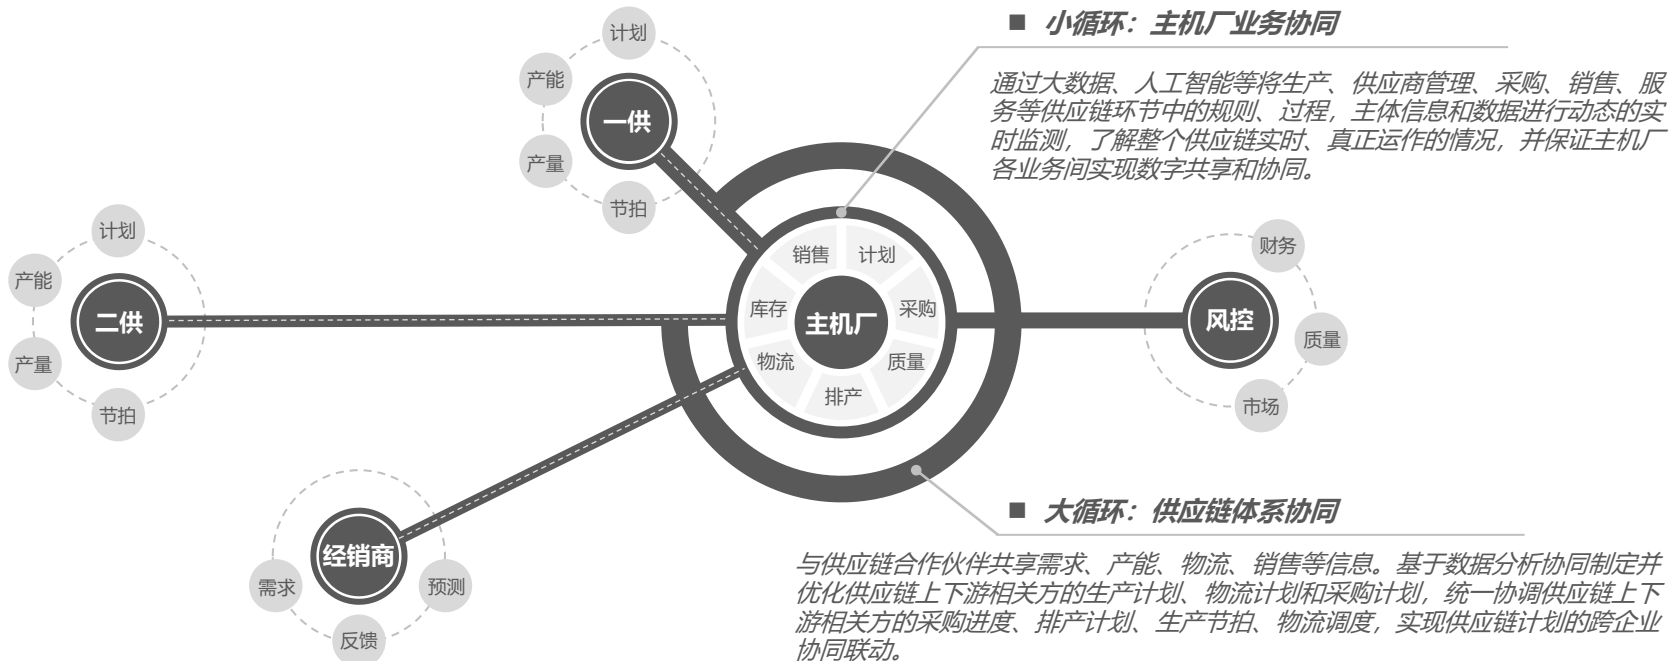 ■ 小循环：主机厂业务协同
通过大数据、人工智能等将生产、供应商管理、采购、销售、服
务等供应链环节中的规则、过程，主体信息和数据进行动态的实
时监测，了解整个供应链实时、真正运作的情况，并保证主机厂
各业务间实现数字共享和协同。
计划
产能
一供
产量
节拍
计划
产能
二供
产量
节拍
销售
计划
库存
采购
主机厂
物流
质量
排产
财务
风控
质量
市场
经销商
需求
预测
反馈
■ 大循环：供应链体系协同
与供应链合作伙伴共享需求、产能、物流、销售等信息。基于数据分析协同制定并
优化供应链上下游相关方的生产计划、物流计划和采购计划，统一协调供应链上下
游相关方的采购进度、排产计划、生产节拍、物流调度，实现供应链计划的跨企业
协同联动。